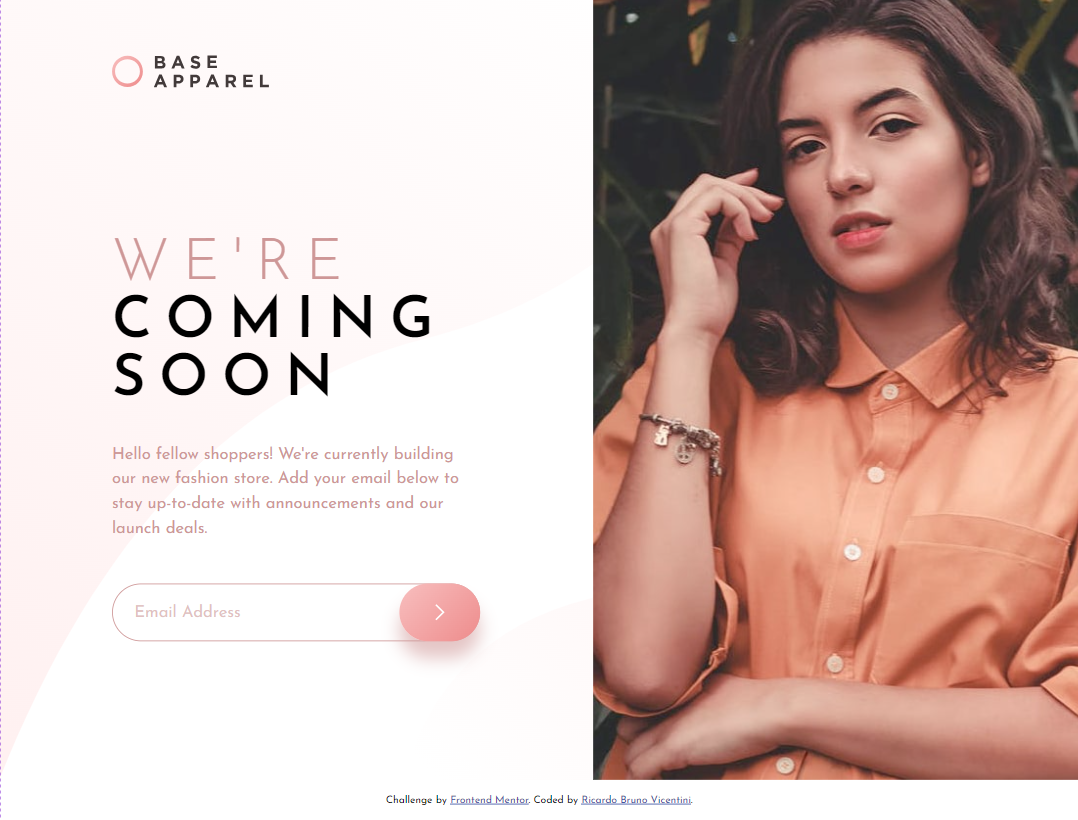 BASE
APPAREL
WE'RE
COMING
SOON
Hello fellow shoppers! We're currently building
our new fashion store. Add your email below to
stay up-to-date with announcements and our
launch deals.
Email Address
Challenge by Frontend Mentor. Coded by Ricardo Bruno Vicentini.